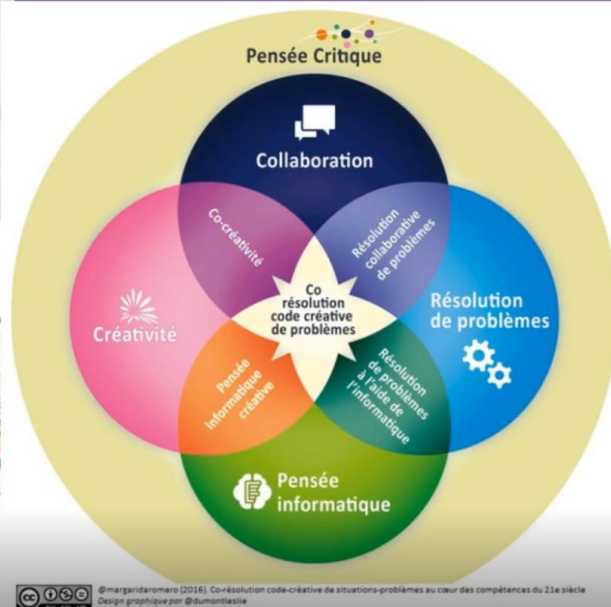 Pensée Critique
Collaboration
Co-créativité
Résolution
collaborative
de problèmes
Créativité
Co
résolution
code créative
de problèmes
Résolution
de problèmes
Pensée
informatique
créative
Résolution
de problèmes
à l'aide de
l'informatique
Pensée
informatique
@margaridaromero (2016). Co-résolution code-créative de situations-problèmes au cœur des compétences du 21e siècle
Design graphique par @dumontleslie